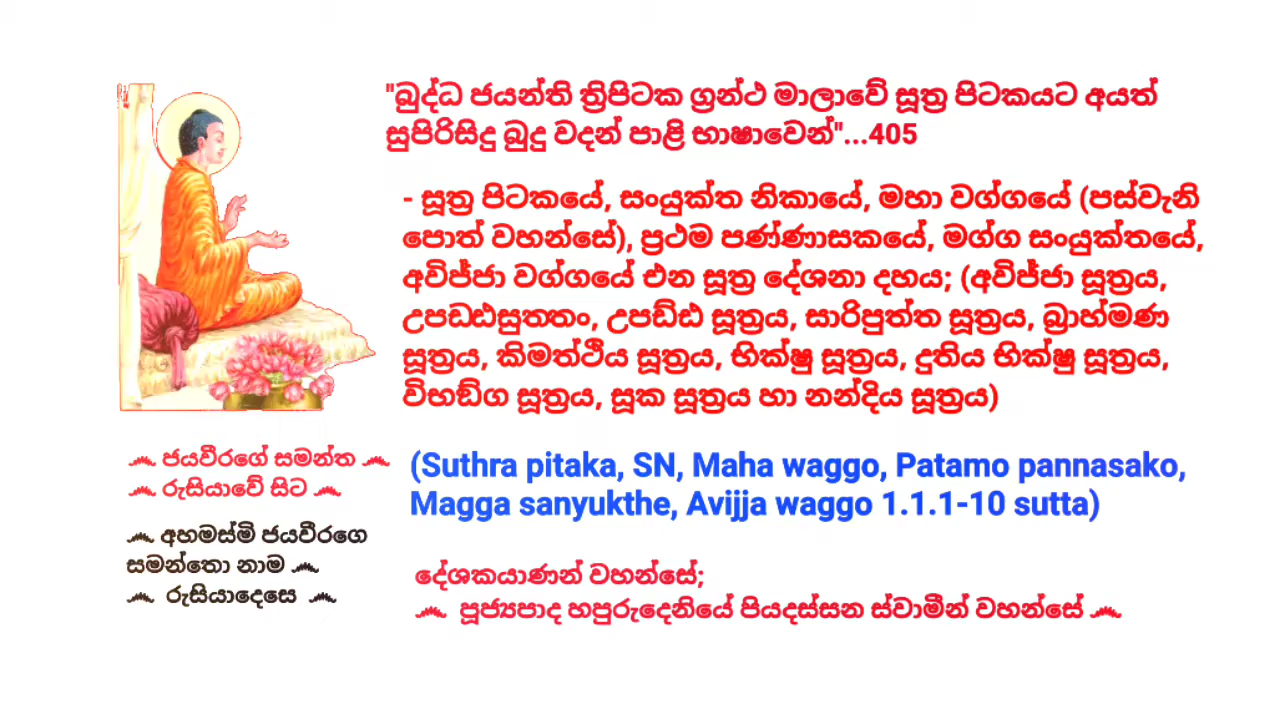 "බුද්ධ ජයන්ති ත්‍රිපිටක ග්‍රන්ථ මාලාවේ සූත්‍ර පිටකයට අයත්
සුපිරිසිදු බුදු වදන් පාළි භාෂාවෙන්"...405
- සූත්‍ර පිටකයේ, සංයුක්ත නිකායේ, මහා වග්ගයේ (පස්වැනි
පොත් වහන්සේ), ප්‍රථම පණ්ණාසකයේ, මග්ග සංයුක්තයේ,
අවිජ්ජා වග්ගයේ එන සූත්‍ර දේශනා දහය; (අවිජ්ජා සූත්‍රය,
උපඩ‍්ඪසුත‍්තං, උපඩ්ඪ සූත්‍රය, සාරිපුත්ත සූත්‍රය, බ්‍රාහ්මණ
සූත්‍රය, කිමත්ථිය සූත්‍රය, භික්ෂු සූත්‍රය, දුතිය භික්ෂු සූත්‍රය,
විභඩ්ග සූත්‍රය, සූක සූත්‍රය හා නන්දිය සූත්‍රය)
(Suthra pitaka, SN, Maha waggo, Patamo pannasako,
Magga sanyukthe, Avijja waggo 1.1.1-10 sutta)
ජයවීරගේ සමන්ත
රුසියාවේ සිට
අහමස්මි ජයවීරගෙ
සමන්තො නාම
රුසියාදෙසෙ
දේශකයාණන් වහන්සේ;
පූජ්‍යපාද හපුරුදෙනියේ පියදස්සන ස්වාමීන් වහන්සේ